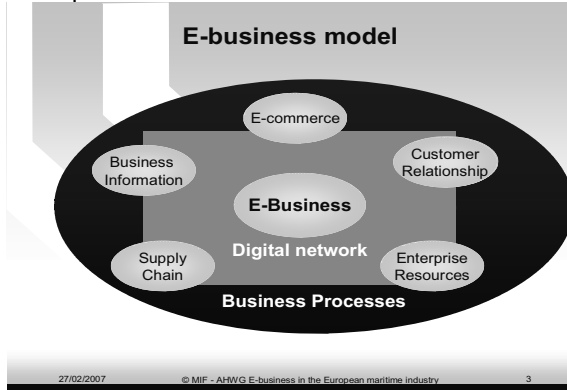 E-business model
E-commerce
Business
Information
Customer
Relationship
E-Business
Digital network
Supply
Chain
Enterprise
Resources
Business Processes
27/02/2007
© MIF - AHWG E-business in the European maritime industry
3